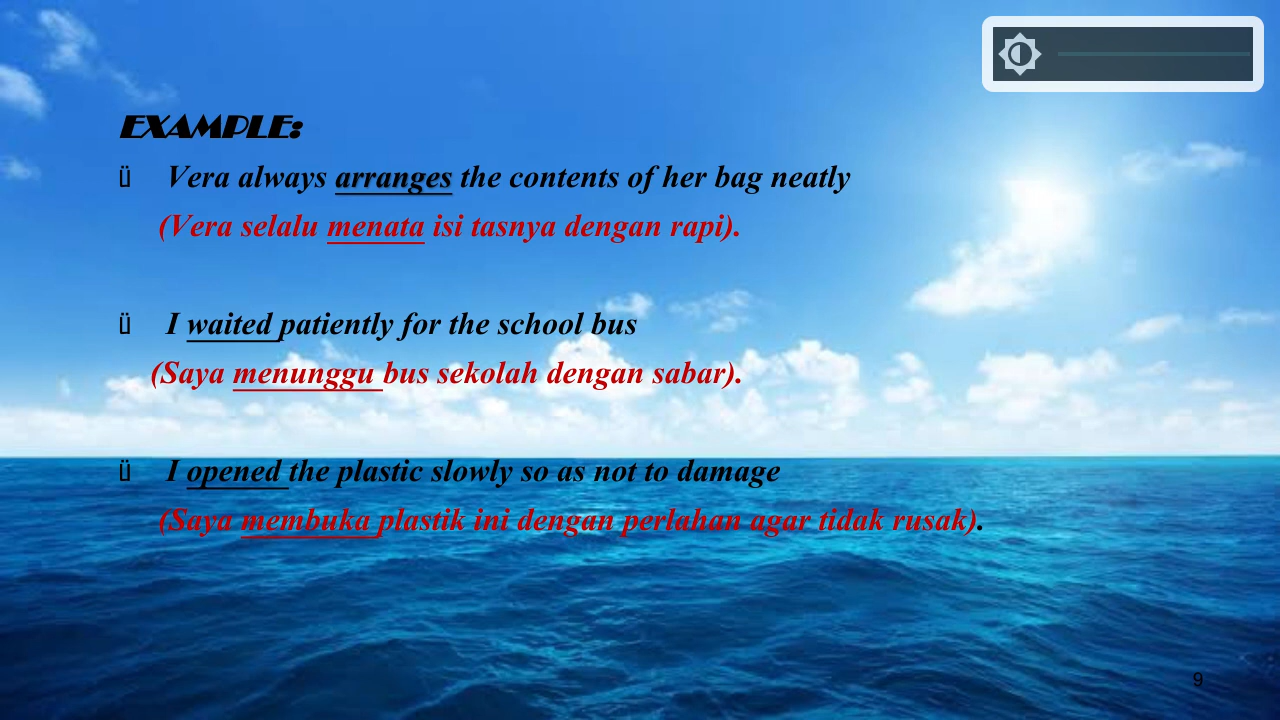 EXAMPLE:
ü Vera always arranges the contents of her bag neatly
(Vera selalu menata isi tasnya dengan rapi).
ü I waited patiently for the school bus
(Saya menunggu bus sekolah dengan sabar).
ü I opened the plastic slowly so as not to damage
(Saya membuka plastik ini dengan perlahan agar tidak rusak).
9